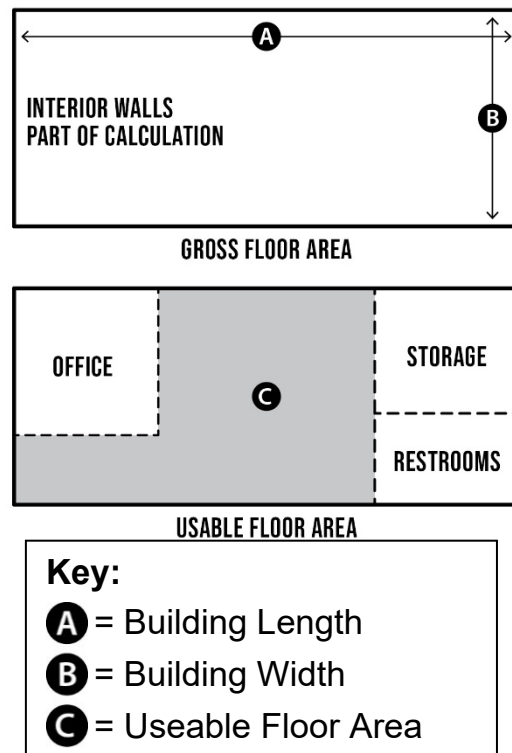 A
INTERIOR WALLS
PART OF CALCULATION
B
GROSS FLOOR AREA
OFFICE
STORAGE
C
RESTROOMS
USABLE FLOOR AREA
Key:
A = Building Length
B = Building Width
C = Useable Floor Area